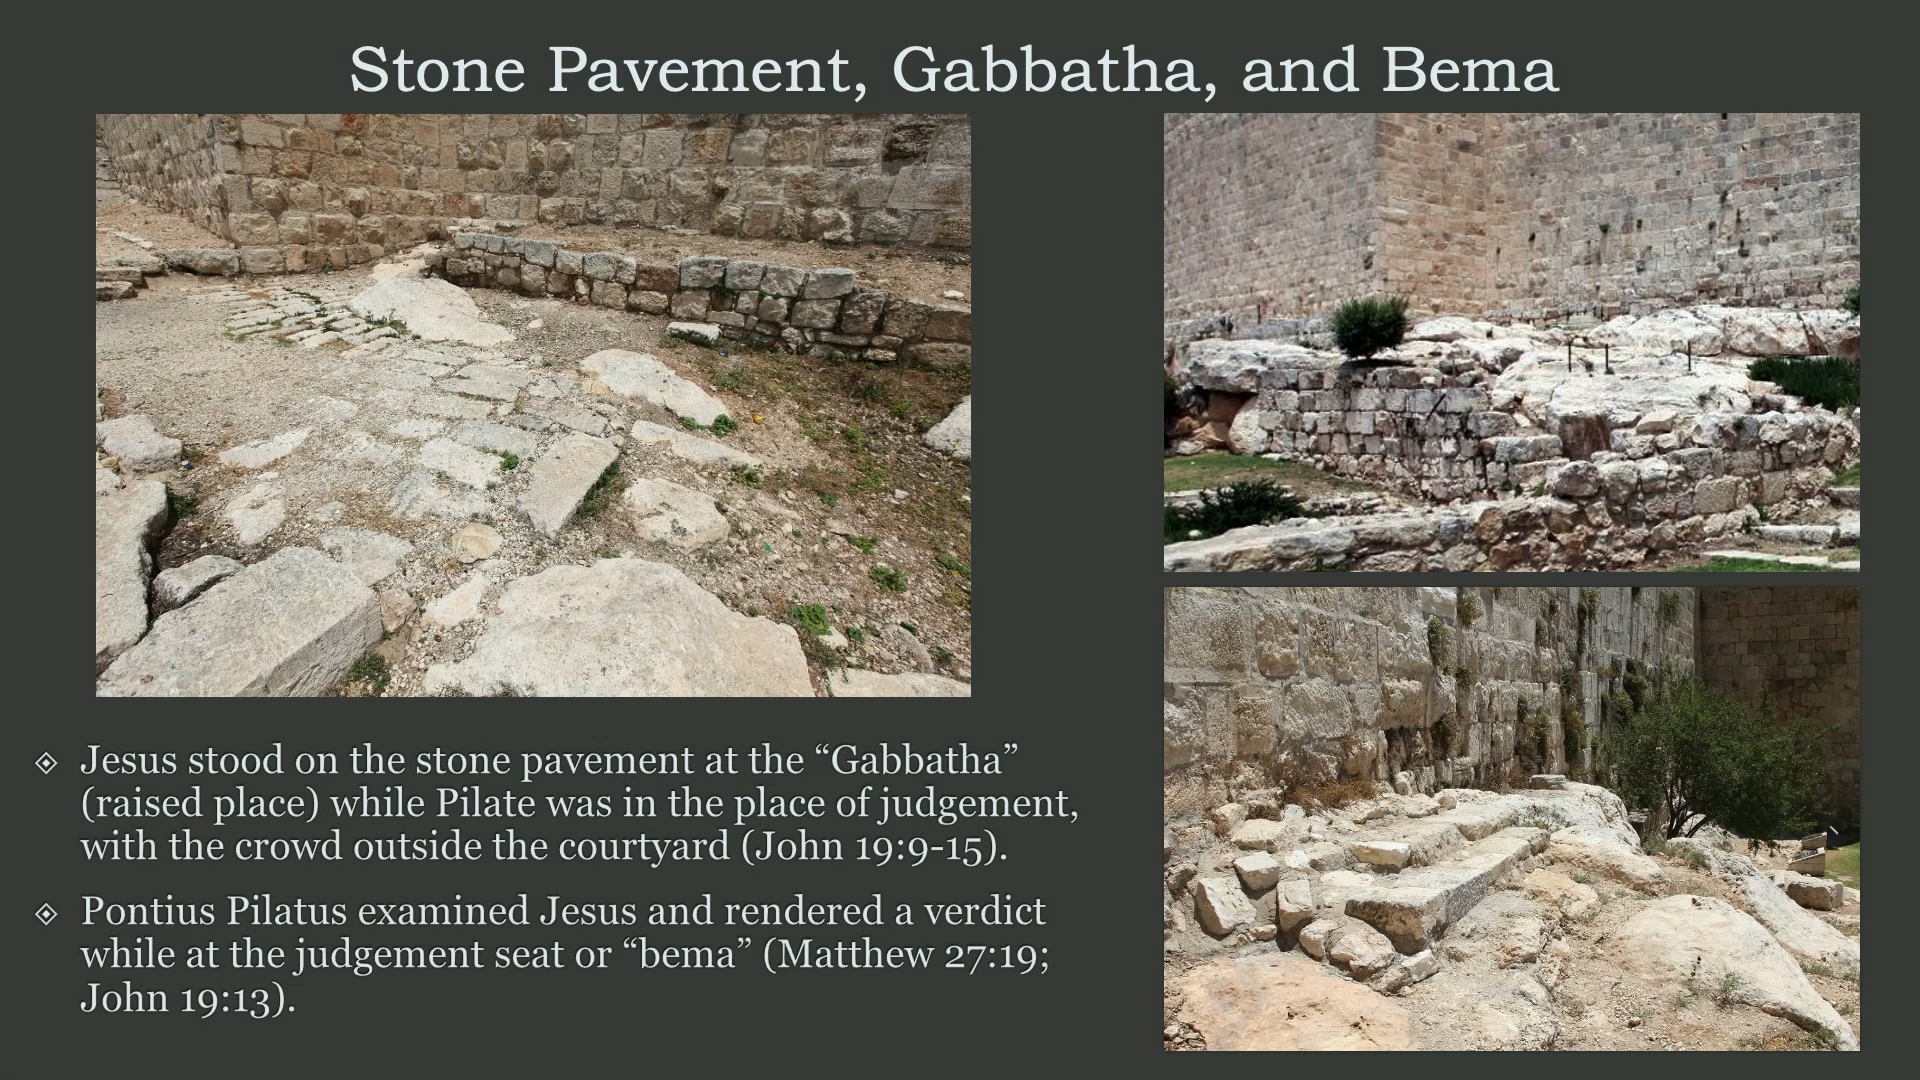 Stone Pavement, Gabbatha, and Bema
Jesus stood on the stone pavement at the “Gabbatha”
(raised place) while Pilate was in the place of judgement,
with the crowd outside the courtyard (John 19:9-15).
Pontius Pilatus examined Jesus and rendered a verdict
while at the judgement seat or “bema” (Matthew 27:19;
John 19:13).